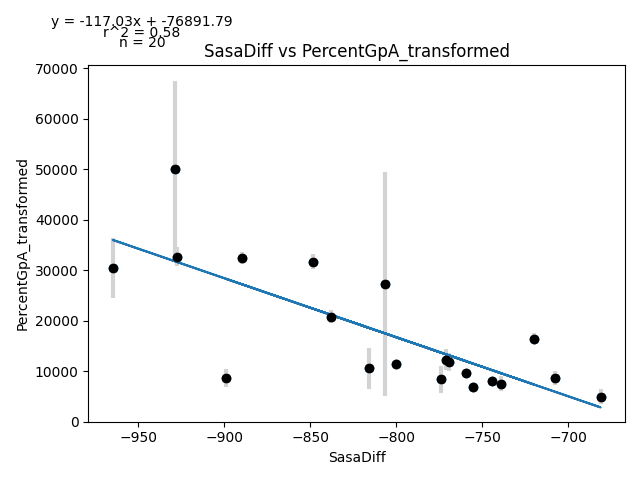 y = -117.03x + -76891.79
r^2 = 0.58
n = 20
SasaDiff vs PercentGpA_transformed
70000
60000
50000
40000
30000
20000
10000
0
PercentGpA_transformed
−950
−900
−850
−800
−750
−700
SasaDiff